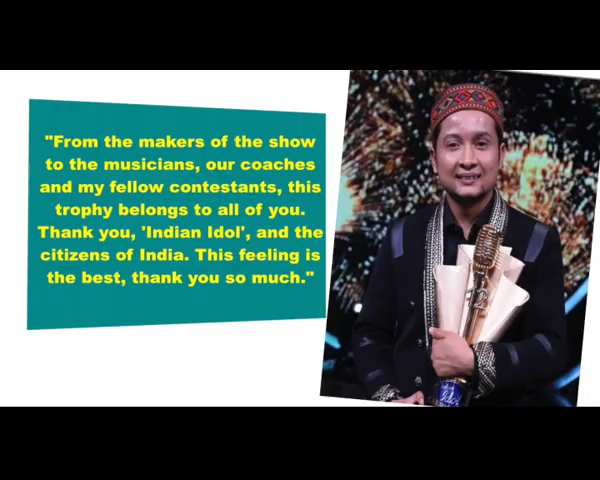 "From the makers of the show
to the musicians, our coaches
and my fellow contestants, this
trophy belongs to all of you.
Thank you, 'Indian Idol', and the
citizens of India. This feeling is
the best, thank you so much."
12
Idol